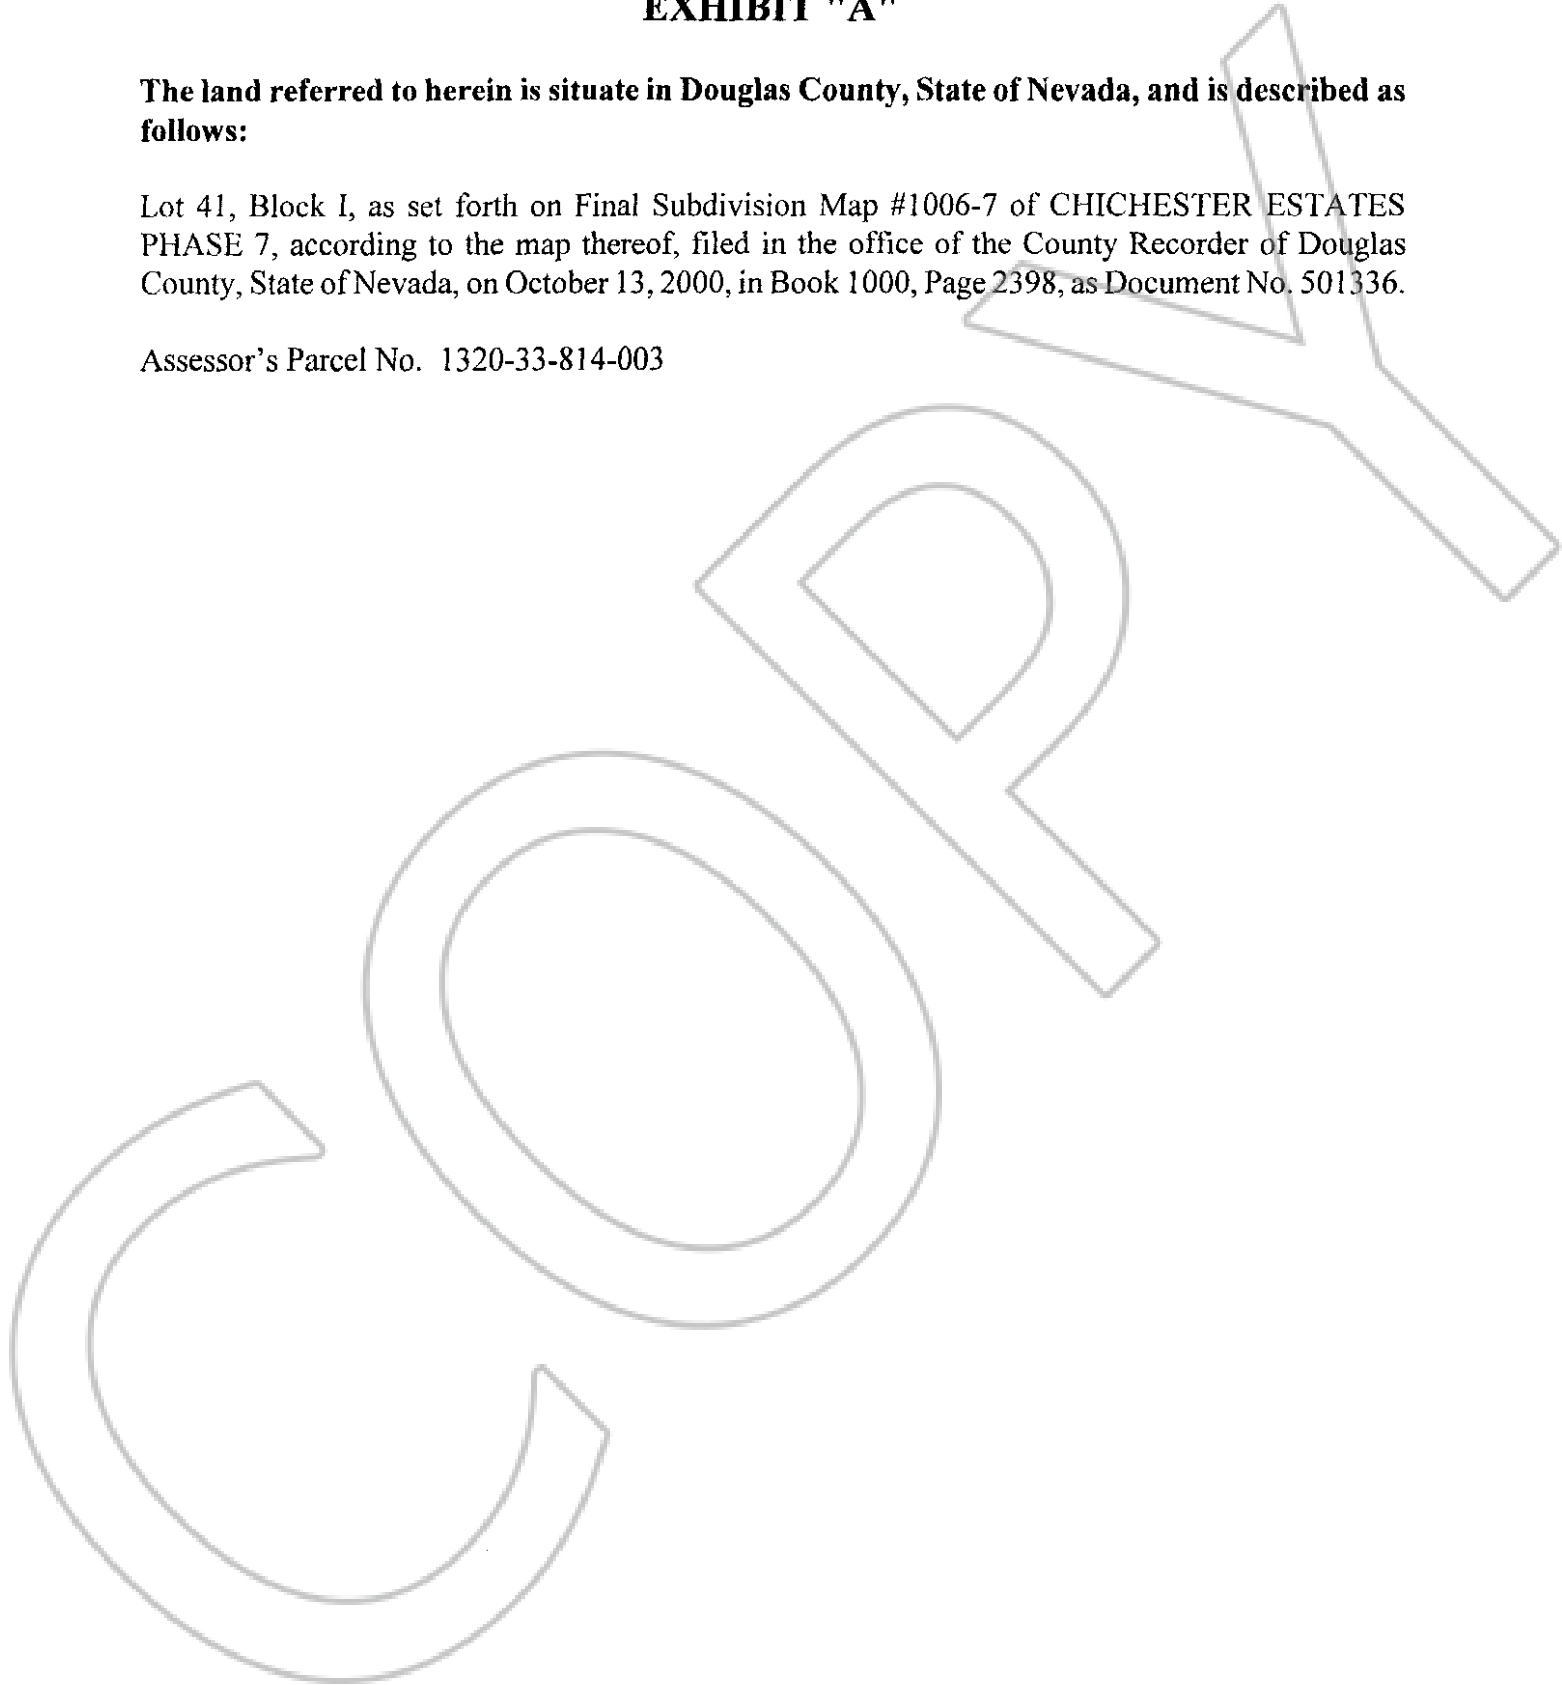 EXHIBIT "A"
The land referred to herein is situate in Douglas County, State of Nevada, and is described as
follows:
Lot 41, Block I, as set forth on Final Subdivision Map #1006-7 of CHICHESTER ESTATES
PHASE 7, according to the map thereof, filed in the office of the County Recorder of Douglas
County, State of Nevada, on October 13, 2000, in Book 1000, Page 2398, as Document No. 501336.
Assessor's Parcel No. 1320-33-814-003
COPY